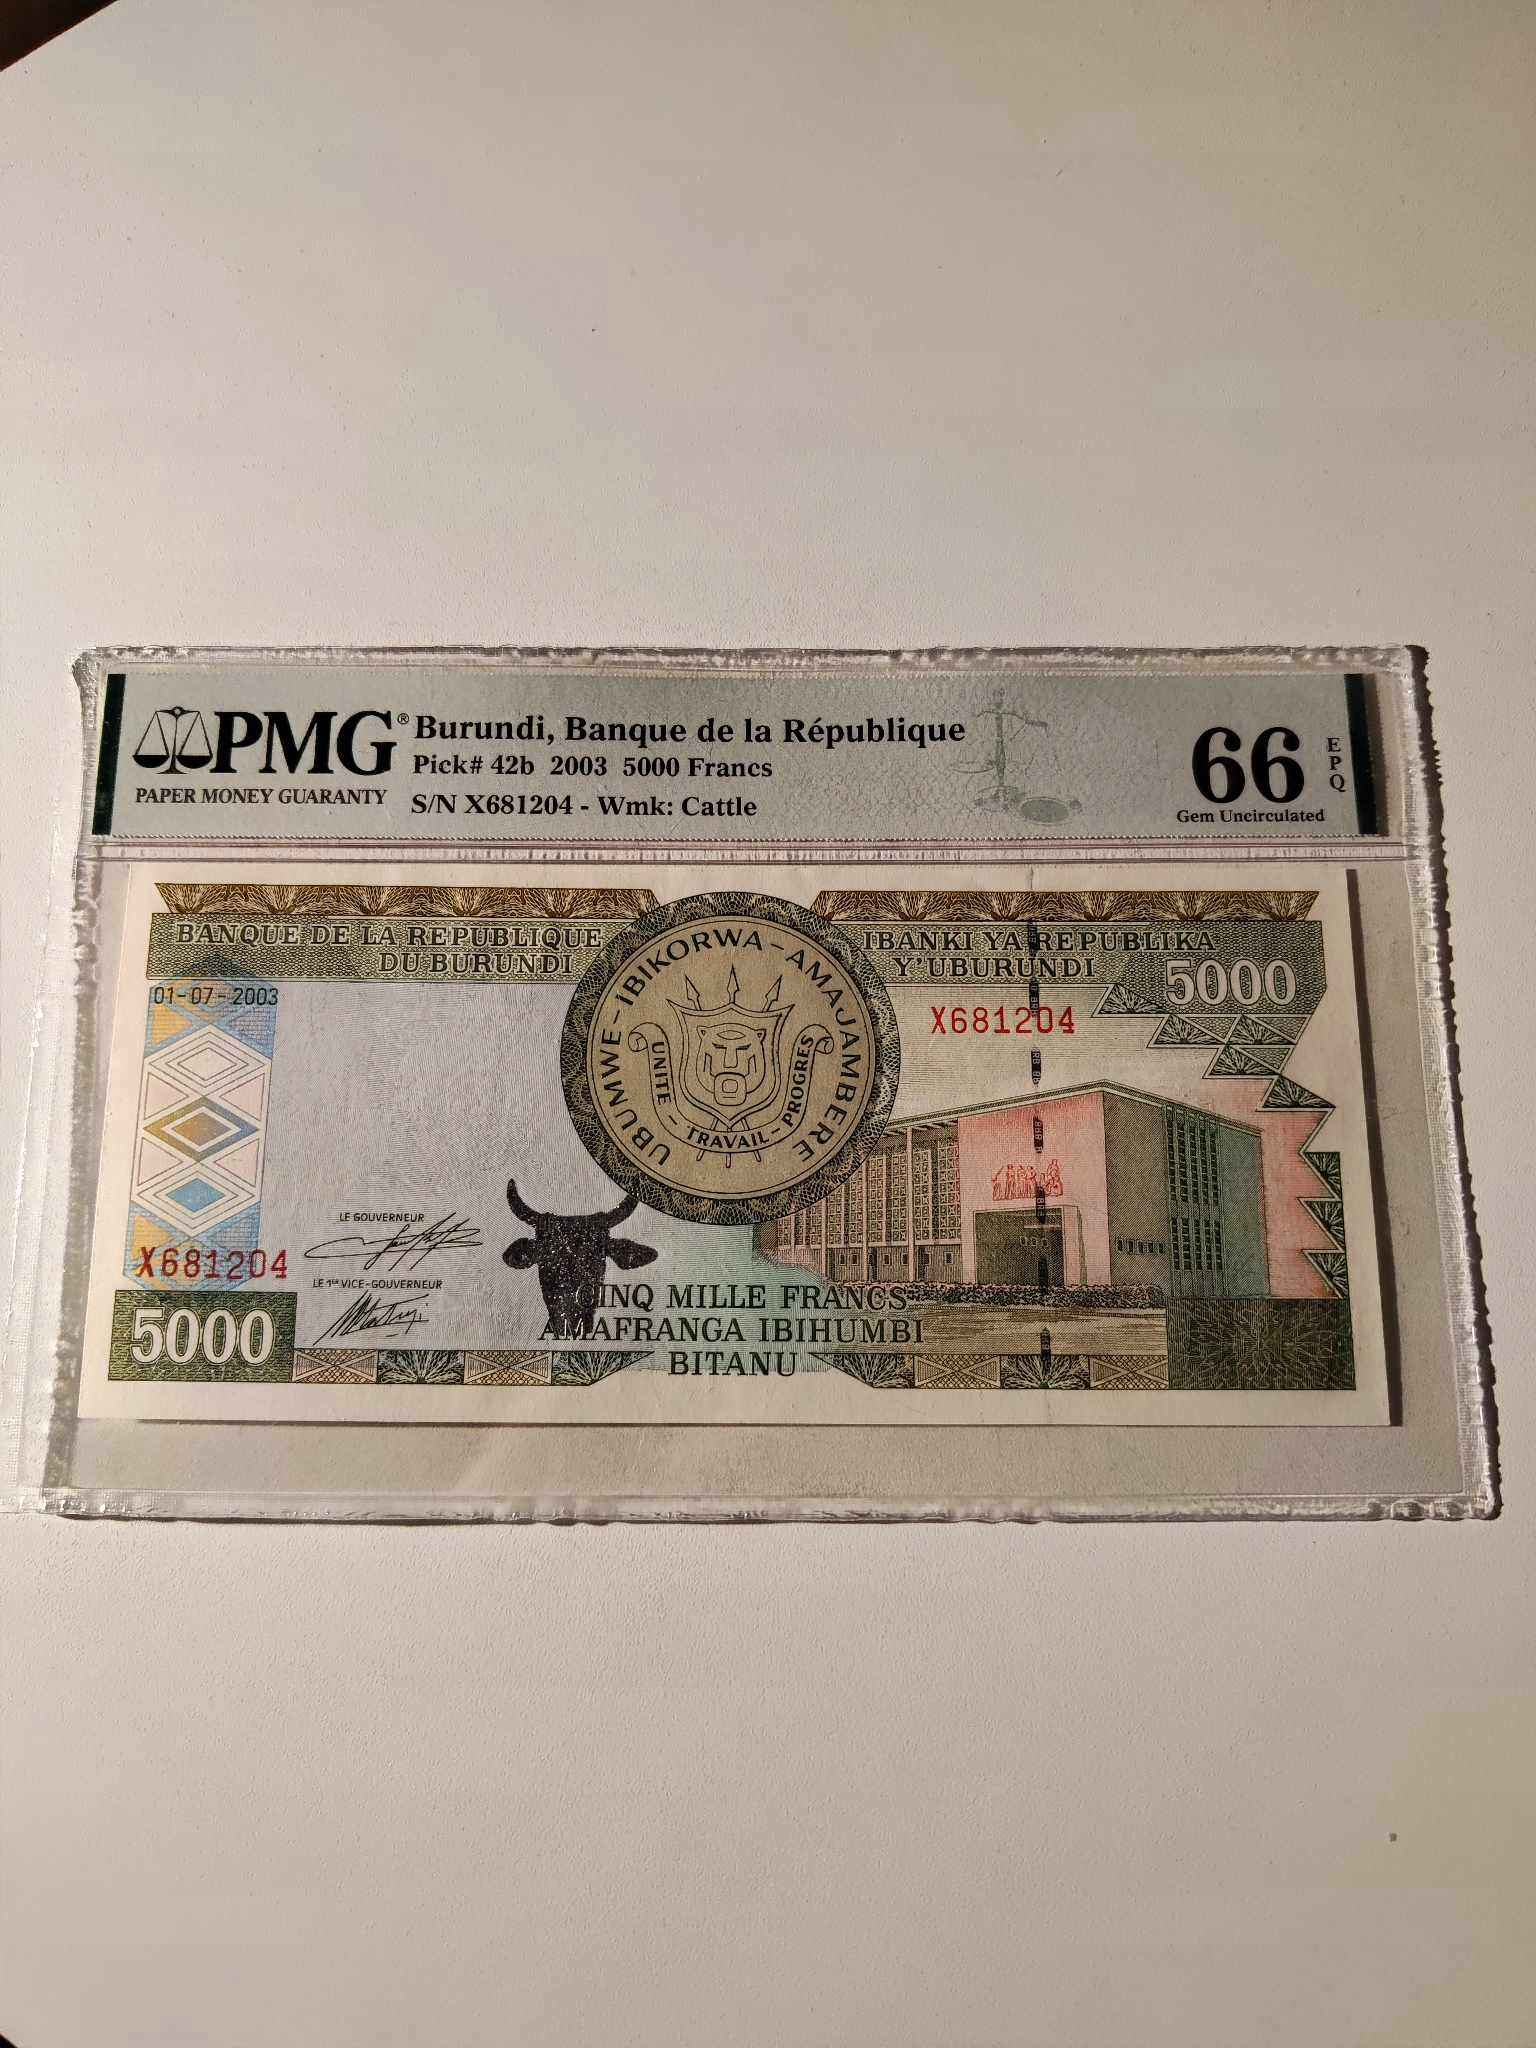 PMG®
PAPER MONEY GUARANTY
Burundi, Banque de la République
Pick# 42b 2003 5000 Francs
S/N X681204 - Wmk: Cattle
66
EPQ
Gem Uncirculated
BANQUE DE LA REPUBLIQUE
DU BURUNDI
IBANKI YA REPUBLIKA
Y'UBURUNDI
5000
01-07-2003
X681204
UBUMWE-IBIKORWA-AMAJAMBERE
UNITE - TRAVAIL - PROGRES
LE GOUVERNEUR
X681204
LE 1ER VICE-GOUVERNEUR
5000
CINQ MILLE FRANCS
AMAFRANGA IBIHUMBI
BITANU